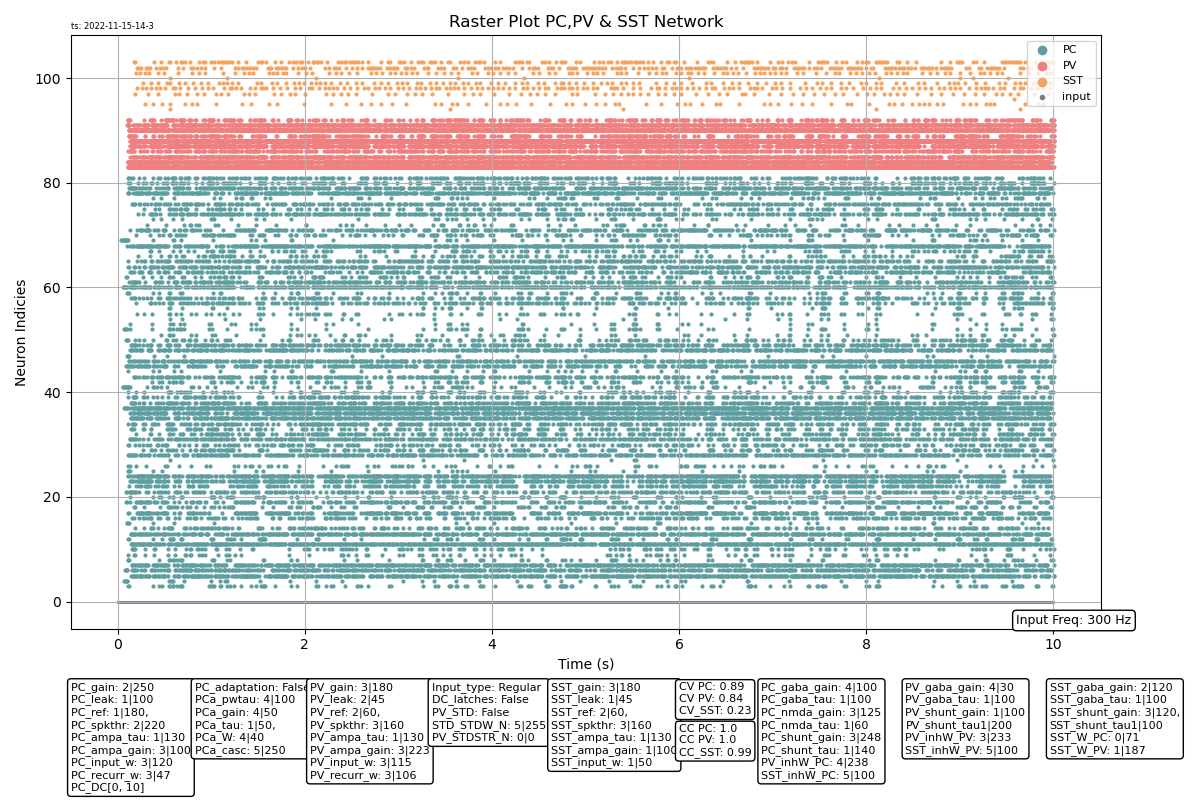 ts: 2022-11-15-14-3
Raster Plot PC,PV & SST Network
PC
PV
SST
input
Neuron Indicies
100
80
60
40
20
0
0
2
4
6
8
10
Time (s)
Input Freq: 300 Hz
PC_gain: 2|250
PC_leak: 1|100
PC_ref: 1|180,
PC_spkthr: 2|220
PC_ampa_tau: 1|130
PC_ampa_gain: 3|100
PC_input_w: 3|120
PC_recurr_w: 3|47
PC_DC[0, 10]
PC_adaptation: False
PCa_pwtau: 4|100
PCa_gain: 4|50
PCa_tau: 1|50,
PCa_W: 4|40
PCa_casc: 5|250
PV_gain: 3|180
PV_leak: 2|45
PV_ref: 2|60,
PV_spkthr: 3|160
PV_ampa_tau: 1|130
PV_ampa_gain: 3|223
PV_input_w: 3|115
PV_recurr_w: 3|106
Input_type: Regular
DC_latches: False
PV_STD: False
STD_STDW_N: 5|255
PV_STDSTR_N: 0|0
SST_gain: 3|180
SST_leak: 1|45
SST_ref: 2|60,
SST_spkthr: 3|160
SST_ampa_tau: 1|130
SST_ampa_gain: 1|100
SST_input_w: 1|50
CV PC: 0.89
CV PV: 0.84
CV_SST: 0.23
CC PC: 1.0
CC PV: 1.0
CC_SST: 0.99
PC_gaba_gain: 4|100
PC_gaba_tau: 1|100
PC_nmda_gain: 3|125
PC_nmda_tau: 1|60
PC_shunt_gain: 3|248
PC_shunt_tau: 1|140
PV_inhW_PC: 4|238
SST_inhW_PC: 5|100
PV_gaba_gain: 4|30
PV_gaba_tau: 1|100
PV_shunt_gain: 1|100
PV_shunt_tau1|200
PV_inhW_PV: 3|233
SST_inhW_PV: 5|100
SST_gaba_gain: 2|120
SST_shunt_gain: 3|120,
SST_shunt_tau1|100
SST_W_PC: 0|71
SST_W_PV: 1|187